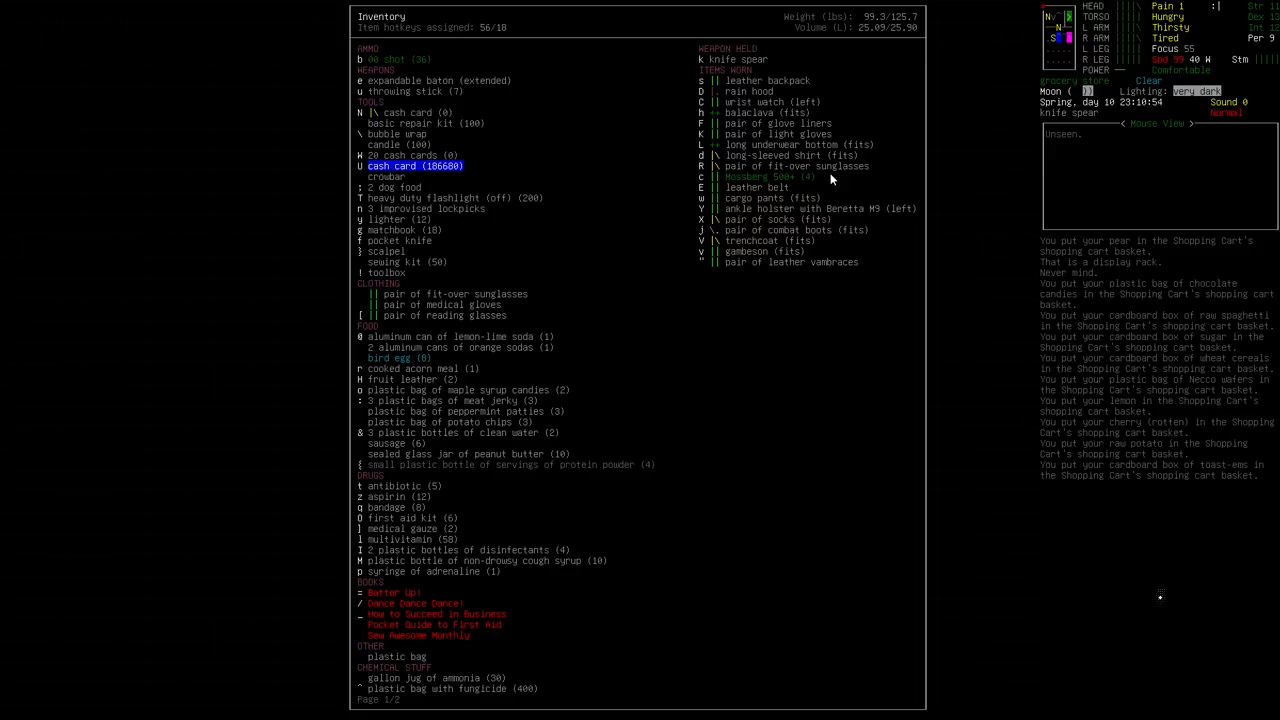 Inventory
Item hotkeys assigned: 56/18
Weight (lbs): 99.3/125.7
Volume (L): 25.09/25.90
AMMO
b 00 shot (36)
WEAPONS
e expandable baton (extended)
u throwing stick (7)
TOOLS
N |\ cash card (0)
basic repair kit (100)
\ bubble wrap
candle (100)
W 20 cash cards (0)
U cash card (186680)
crowbar
; 2 dog food
T heavy duty flashlight (off) (200)
n 3 improvised lockpicks
y lighter (12)
g matchbook (18)
f pocket knife
} scalpel
sewing kit (50)
! toolbox
CLOTHING
|| pair of fit-over sunglasses
|| pair of medical gloves
[ || pair of reading glasses
FOOD
@ aluminum can of lemon-lime soda (1)
2 aluminum cans of orange sodas (1)
bird egg (8)
r cooked acorn meal (1)
H fruit leather (2)
o plastic bag of maple syrup candies (2)
: 3 plastic bags of meat jerky (3)
plastic bag of peppermint patties (3)
plastic bag of potato chips (3)
& 3 plastic bottles of clean water (2)
sausage (6)
sealed glass jar of peanut butter (10)
{ small plastic bottle of servings of protein powder (4)
DRUGS
t antibiotic (5)
z aspirin (12)
q bandage (8)
O first aid kit (6)
] medical gauze (2)
l multivitamin (58)
I 2 plastic bottles of disinfectants (4)
M plastic bottle of non-drowsy cough syrup (10)
p syringe of adrenaline (1)
BOOKS
= Batter Up!
/ Dance Dance Dance!
_ How to Succeed in Business
Pocket Guide to First Aid
Sew Awesome Monthly
OTHER
plastic bag
CHEMICAL STUFF
gallon jug of ammonia (30)
^ plastic bag with fungicide (400)
Page 1/2
WEAPON HELD
k knife spear
ITEMS WORN
s || leather backpack
D |. rain hood
C || wrist watch (left)
h ++ balaclava (fits)
F || pair of glove liners
K || pair of light gloves
L ++ long underwear bottom (fits)
d |\ long-sleeved shirt (fits)
R |\ pair of fit-over sunglasses
c || Mossberg 500+ (4)
E || leather belt
w || cargo pants (fits)
Y || ankle holster with Beretta M9 (left)
X |\ pair of socks (fits)
j \. pair of combat boots (fits)
V |\ trenchcoat (fits)
v || gambeson (fits)
" || pair of leather vambraces
HEAD
TORSO
L ARM
R ARM
L LEG
R LEG
POWER --
Pain 1 :|
Hungry
Thirsty
Tired
Focus 55
Spd 99 40 W
Comfortable
Str 11
Dex 12
Int 12
Per 9
Stm
grocery store
Clear
Moon ( ))
Lighting: very dark
Spring, day 10 23:10:54
Sound 0
knife spear
Normal
< Mouse View >
Unseen.
You put your pear in the Shopping Cart's
shopping cart basket.
That is a display rack.
Never mind.
You put your plastic bag of chocolate
candies in the Shopping Cart's shopping cart
basket.
You put your cardboard box of raw spaghetti
in the Shopping Cart's shopping cart basket.
You put your cardboard box of sugar in the
Shopping Cart's shopping cart basket.
You put your cardboard box of wheat cereals
in the Shopping Cart's shopping cart basket.
You put your plastic bag of Necco wafers in
the Shopping Cart's shopping cart basket.
You put your lemon in the Shopping Cart's
shopping cart basket.
You put your cherry (rotten) in the Shopping
Cart's shopping cart basket.
You put your raw potato in the Shopping
Cart's shopping cart basket.
You put your cardboard box of toast-ems in
the Shopping Cart's shopping cart basket.